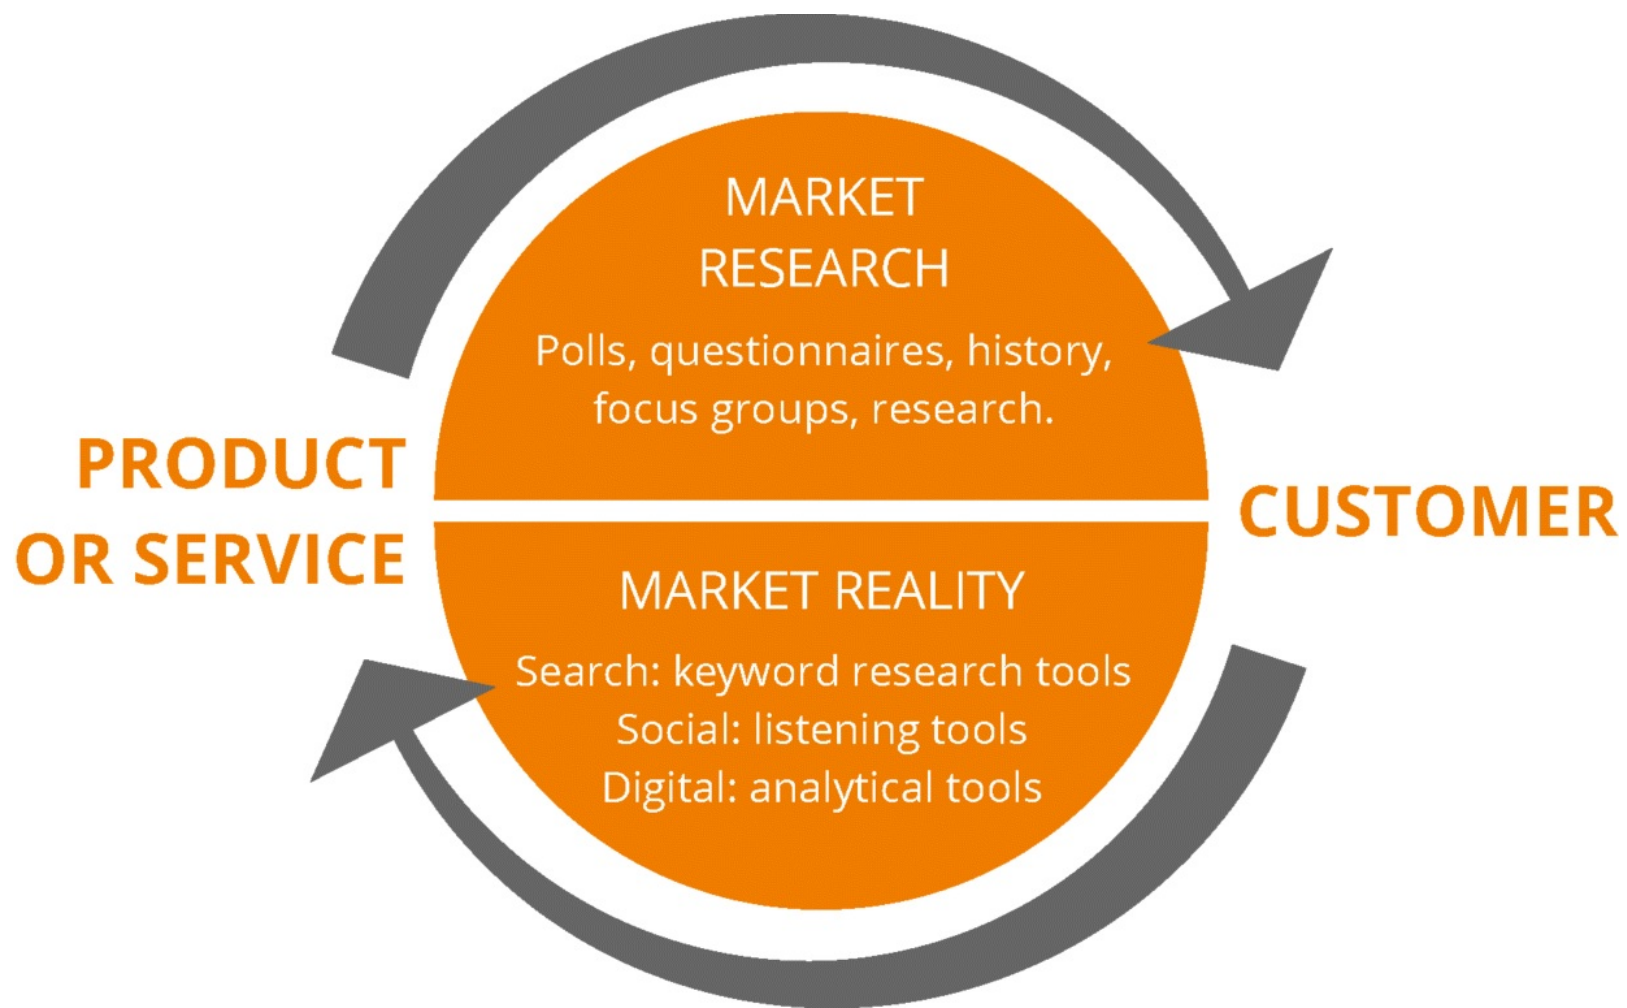 MARKET
RESEARCH
Polls, questionnaires, history,
focus groups, research.
PRODUCT
OR SERVICE
CUSTOMER
MARKET REALITY
Search: keyword research tools
Social: listening tools
Digital: analytical tools